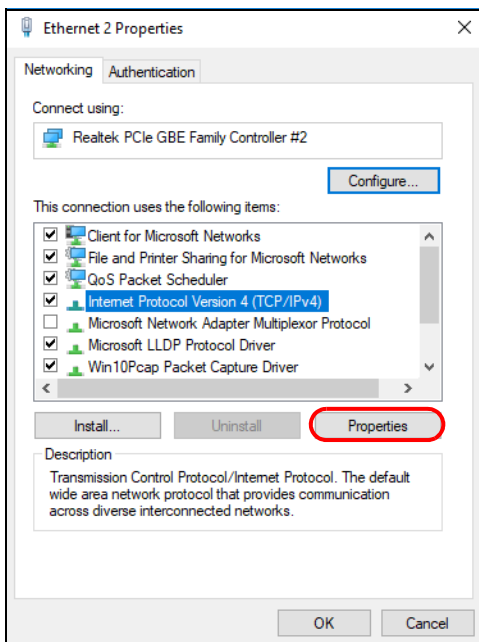 Ethernet 2 Properties
Networking
Authentication
Connect using:
Realtek PCIe GBE Family Controller #2
Configure...
This connection uses the following items:
Client for Microsoft Networks
File and Printer Sharing for Microsoft Networks
QoS Packet Scheduler
Internet Protocol Version 4 (TCP/IPv4)
Microsoft Network Adapter Multiplexor Protocol
Microsoft LLDP Protocol Driver
Win10Pcap Packet Capture Driver
Install...
Uninstall
Properties
Description
Transmission Control Protocol/Internet Protocol. The default
wide area network protocol that provides communication
across diverse interconnected networks.
OK
Cancel